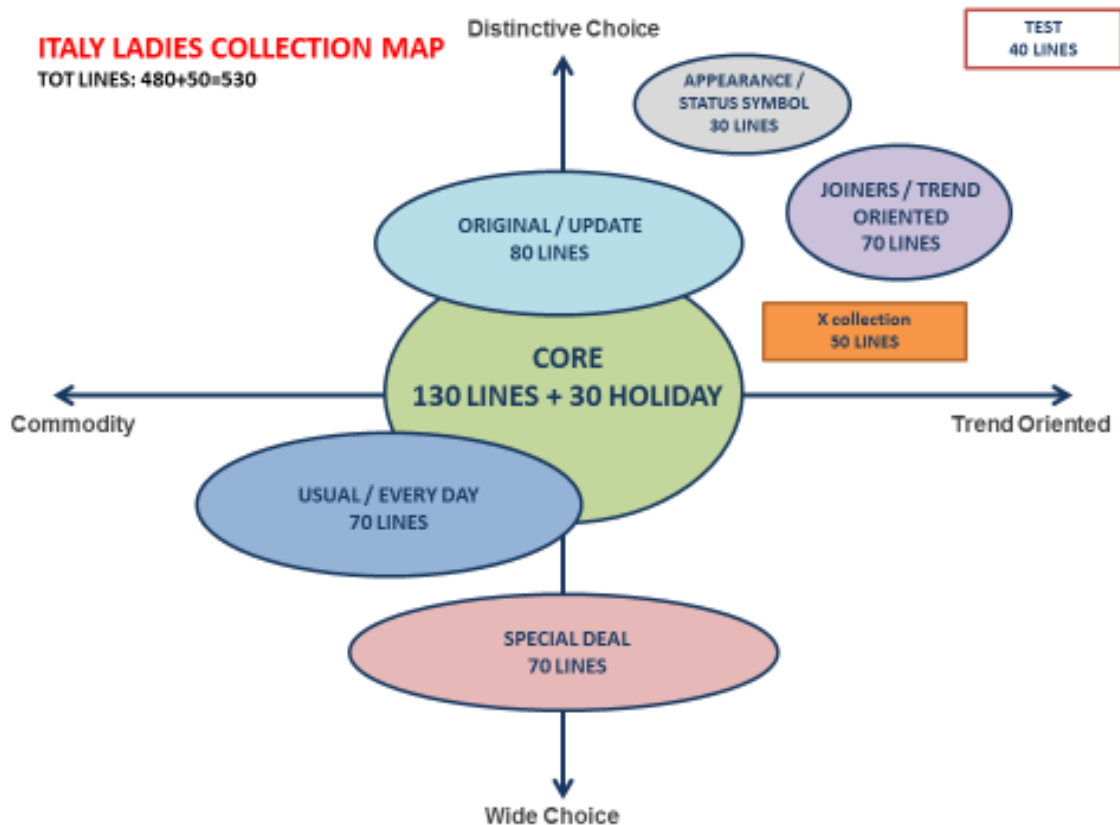 ITALY LADIES COLLECTION MAP
TOT LINES: 480+50=530
Distinctive Choice
TEST
40 LINES
APPEARANCE /
STATUS SYMBOL
30 LINES
JOINERS / TREND
ORIENTED
70 LINES
ORIGINAL / UPDATE
80 LINES
X collection
50 LINES
CORE
130 LINES + 30 HOLIDAY
Commodity
Trend Oriented
USUAL / EVERY DAY
70 LINES
SPECIAL DEAL
70 LINES
Wide Choice